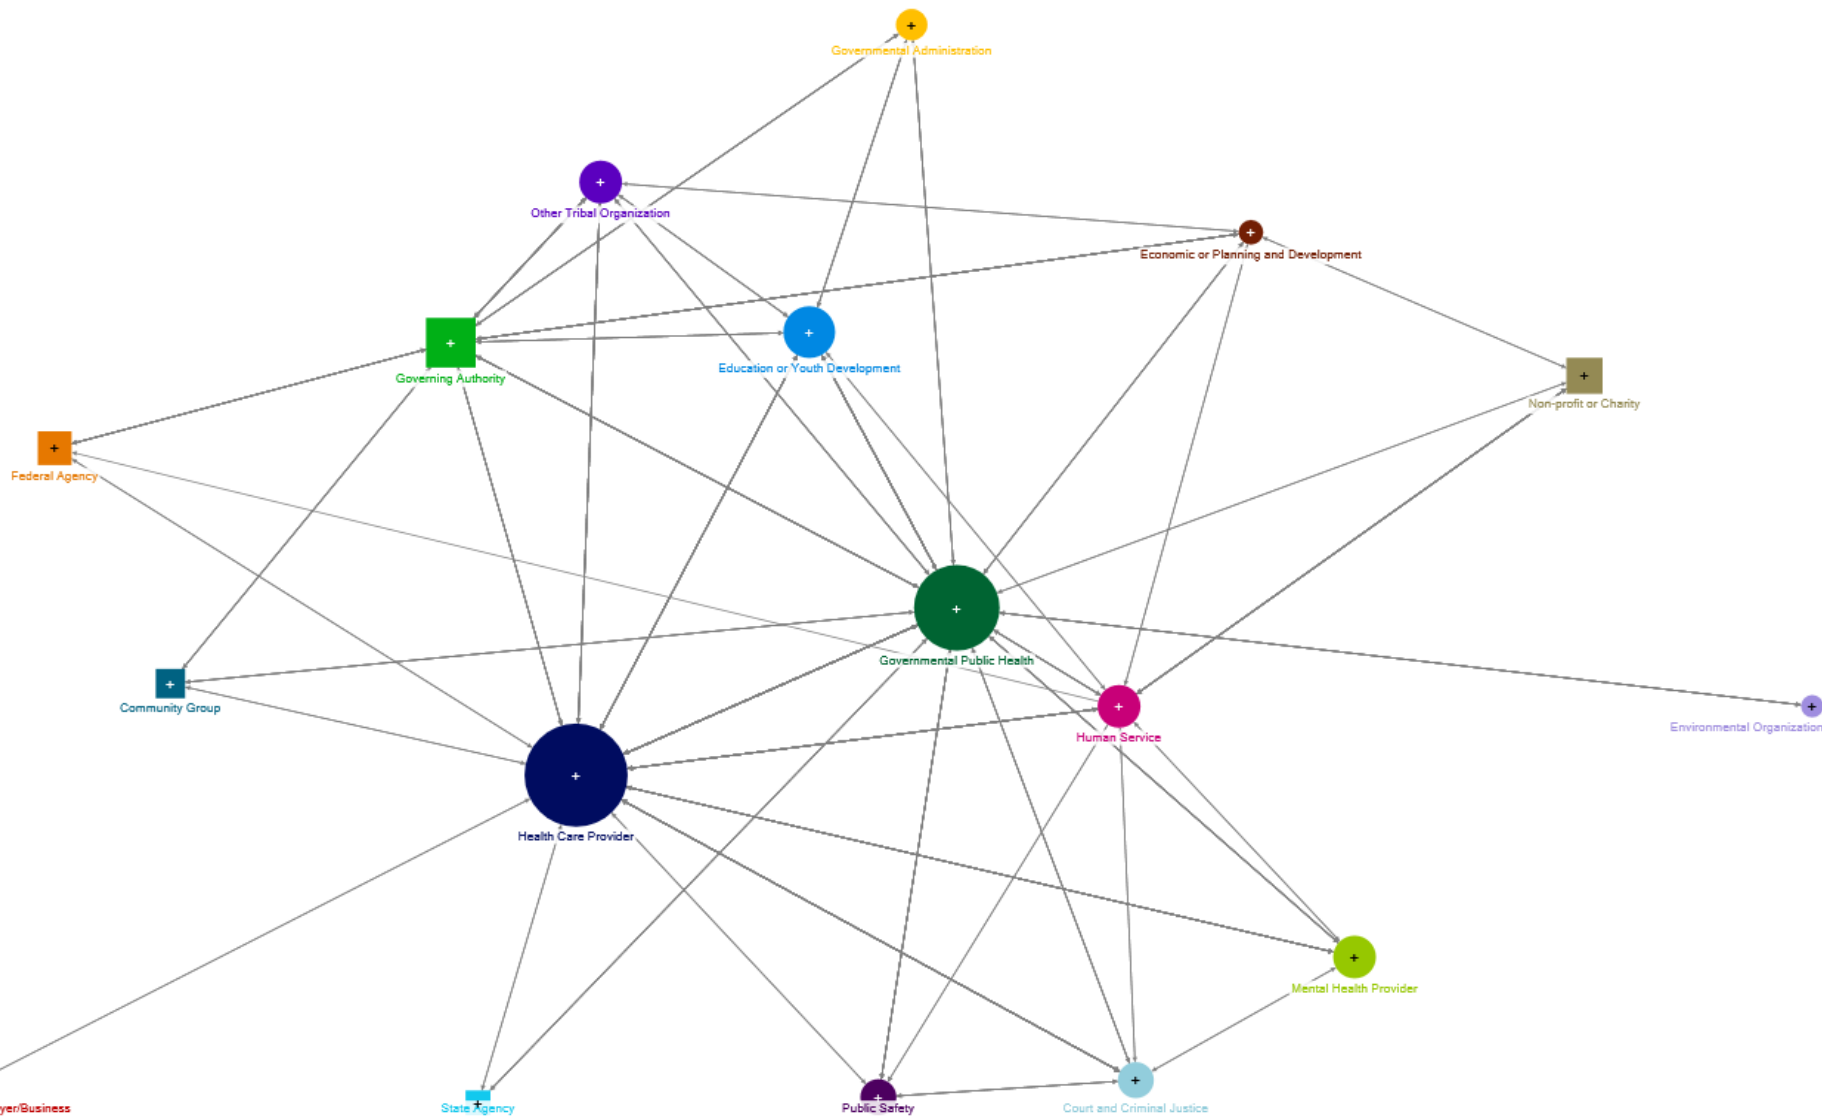 Governmental Administration
Other Tribal Organization
Economic or Planning and Development
Education or Youth Development
Governing Authority
Non-profit or Charity
Federal Agency
Governmental Public Health
Community Group
Environmental Organization
Human Service
Health Care Provider
Mental Health Provider
yer/Business
State Agency
Public Safety
Court and Criminal Justice